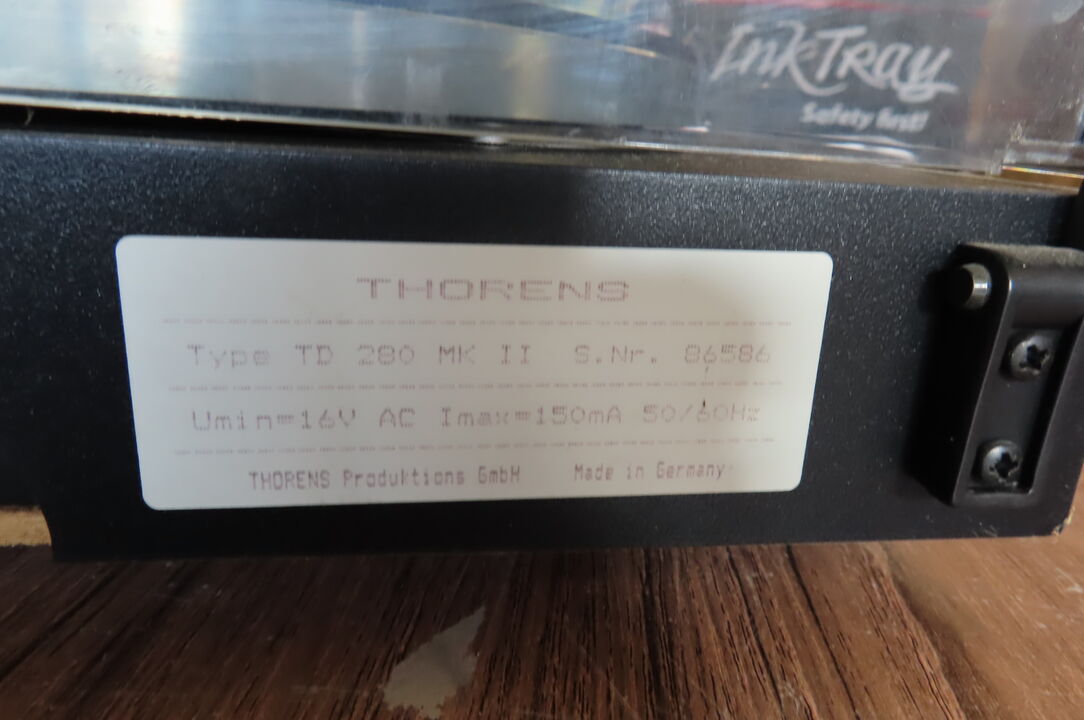 InkTray
Safety first!
THORENS
Type TD 280 MK II S.Nr. 86586
Umin=16V AC Imax=150mA 50/60Hz
THORENS Produktions GmbH Made in Germany